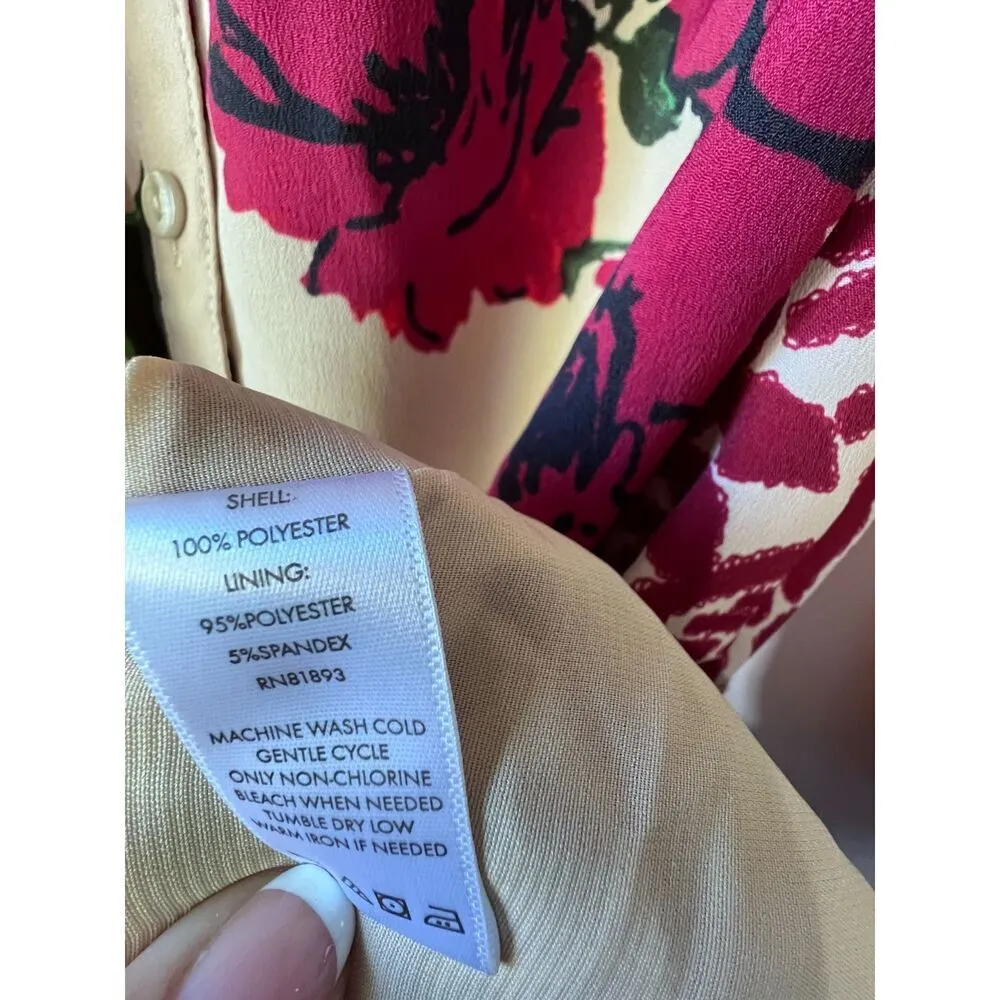 SHELL:
100% POLYESTER
LINING:
95%POLYESTER
5%SPANDEX
RN81893
MACHINE WASH COLD
GENTLE CYCLE
ONLY NON-CHLORINE
BLEACH WHEN NEEDED
TUMBLE DRY LOW
WARM IRON IF NEEDED